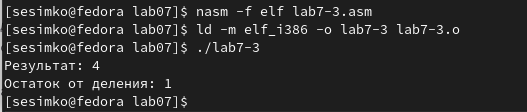 [sesimko@fedora lab07]$ nasm -f elf lab7-3.asm
[sesimko@fedora lab07]$ ld -m elf_i386 -o lab7-3 lab7-3.o
[sesimko@fedora lab07]$ ./lab7-3
Результат: 4
Остаток от деления: 1
[sesimko@fedora lab07]$